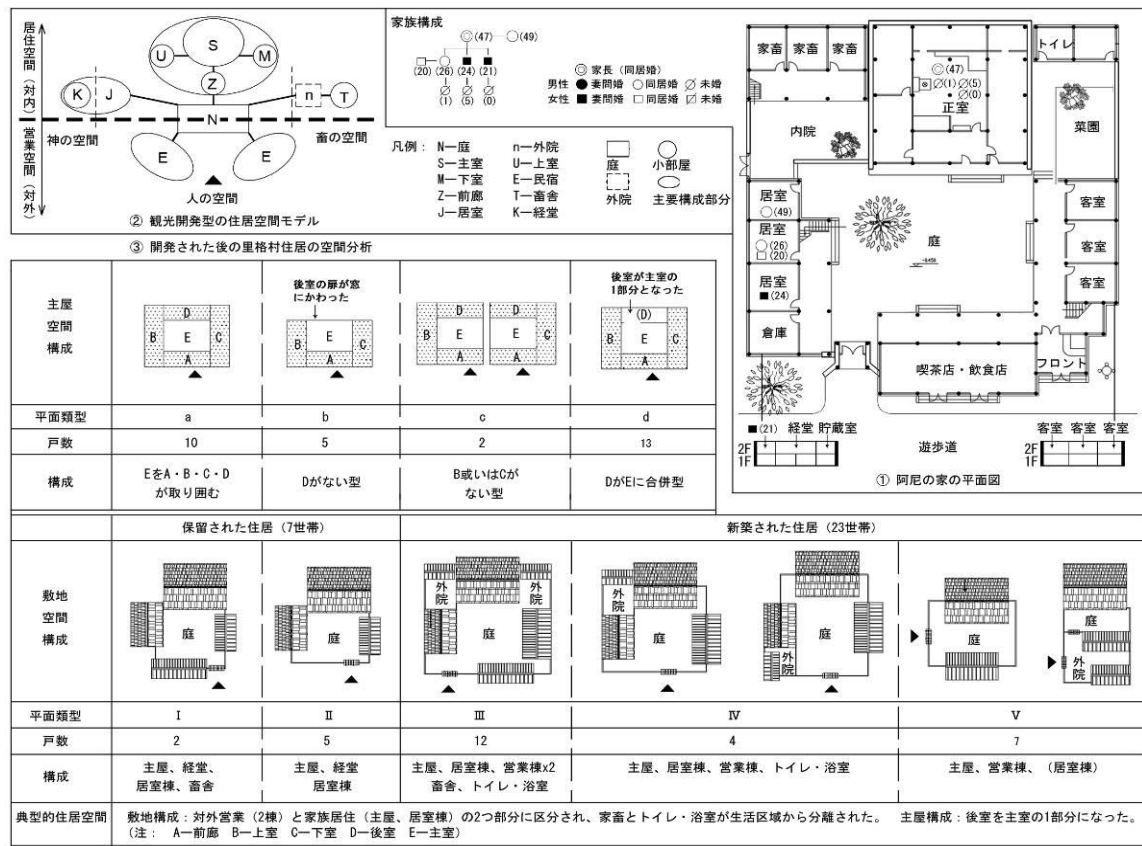 居住空間（対内）
営業空間（対外）
S
U
M
Z
K
J
n
T
N
神の空間
畜の空間
E
E
人の空間
② 観光開発型の住居空間モデル
家族構成
(47)
(49)
(20)
(26)
(24)
(21)
(1)
(5)
(0)
◎ 家長（同居婚）
男性 ● 妻問婚 ○ 同居婚 未婚
女性 ■ 妻問婚 □ 同居婚 未婚
凡例：
N—庭
n—外院
S—主室
U—上室
M—下室
E—民宿
Z—前廊
T—畜舎
J—居室
K—経堂
庭
小部屋
外院
主要構成部分
家畜 家畜 家畜
トイレ
(47)
(1) (5)
(0)
正室
内院
菜園
居室
(49)
居室
(26)
(20)
居室
(24)
倉庫
庭
客室
客室
客室
喫茶店・飲食店
フロント
(21) 経堂 貯蔵室
2F
1F
遊歩道
客室 客室 客室
2F
1F
① 阿尼の家の平面図
③ 開発された後の里格村住居の空間分析
主屋
空間
構成
D
B E C
A
後室の扉が窓
にかわった
B E C
A
D
B E
A
D
E C
A
後室が主室の
1部分となった
(D)
B E C
A
平面類型 a b c d
戸数 10 5 2 13
構成
EをA・B・C・D
が取り囲む
Dがない型
B或いはCが
ない型
DがEに合併型
保留された住居（7世帯）
新築された住居（23世帯）
敷地
空間
構成
庭
庭
外院
外院
庭
外院
庭
庭
外院
庭
庭
外院
平面類型 Ⅰ Ⅱ Ⅲ Ⅳ Ⅴ
戸数 2 5 12 4 7
構成
主屋、経堂、
居室棟、畜舎
主屋、経堂
居室棟
主屋、居室棟、営業棟x2
畜舎、トイレ・浴室
主屋、居室棟、営業棟、トイレ・浴室
主屋、営業棟、（居室棟）
典型的住居空間
敷地構成：対外営業（2棟）と家族居住（主屋、居室棟）の2つ部分に区分され、家畜とトイレ・浴室が生活区域から分離された。 主屋構成：後室を主室の1部分になった。
（注： A—前廊 B—上室 C—下室 D—後室 E—主室）